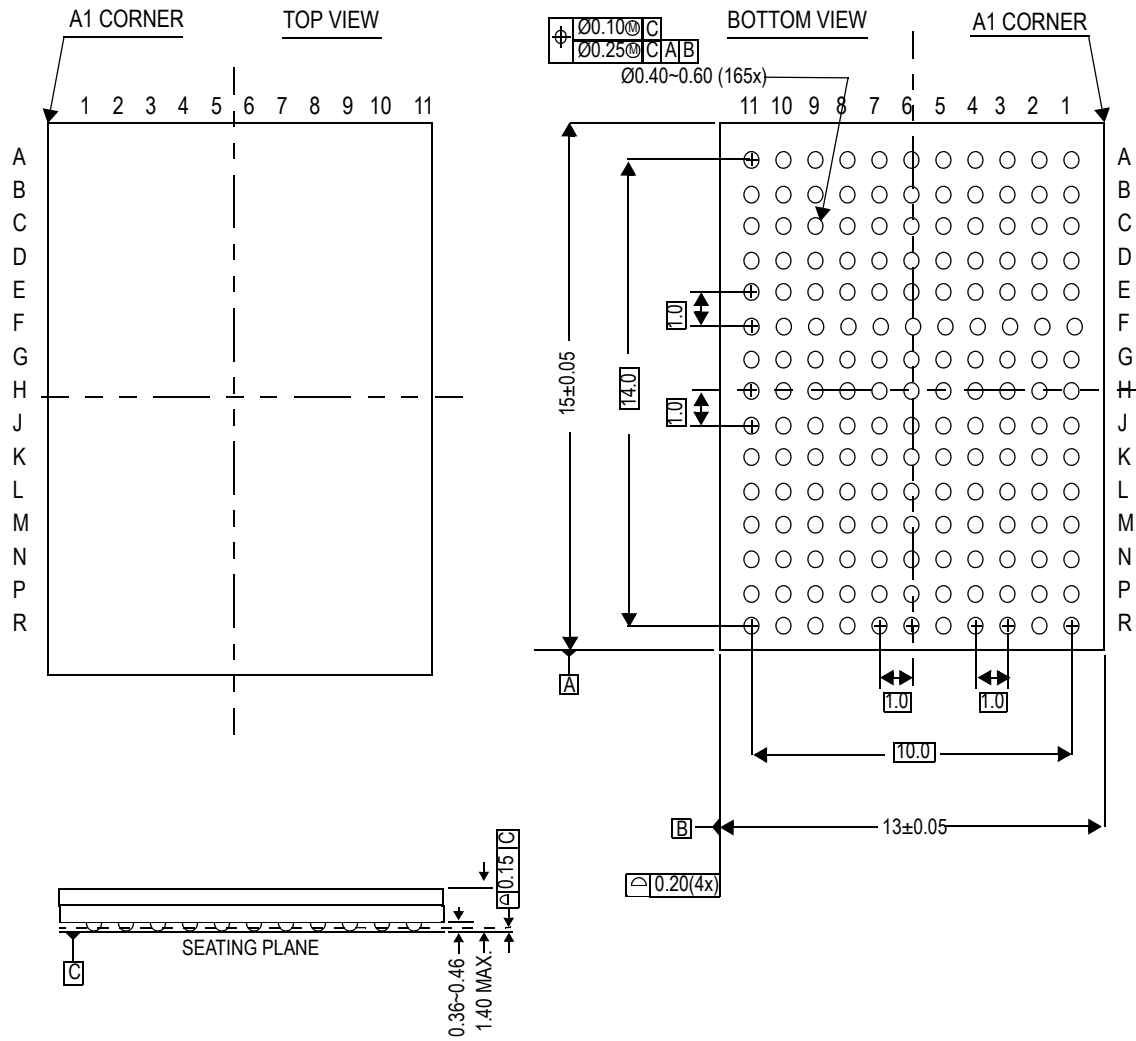 A1 CORNER
TOP VIEW
1 2 3 4 5 6 7 8 9 10 11
A
B
C
D
E
F
G
H
J
K
L
M
N
P
R
Ø0.10Ⓜ C
Ø0.25Ⓜ C A B
Ø0.40~0.60 (165x)
BOTTOM VIEW
A1 CORNER
11 10 9 8 7 6 5 4 3 2 1
A
B
C
D
E
F
G
H
J
K
L
M
N
P
R
15±0.05
14.0
1.0
1.0
A
1.0
1.0
10.0
B
13±0.05
0.20(4x)
0.15 C
SEATING PLANE
C
0.36~0.46
1.40 MAX.